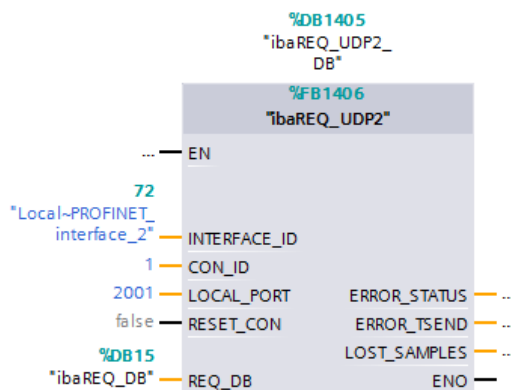 %DB1405
"ibaREQ_UDP2_
DB"
%FB1406
"ibaREQ_UDP2"
... EN
72
"Local~PROFINET_
interface_2" INTERFACE_ID
1 CON_ID
2001 LOCAL_PORT ERROR_STATUS ...
false RESET_CON ERROR_TSEND ...
%DB15 LOST_SAMPLES ...
"ibaREQ_DB" REQ_DB ENO